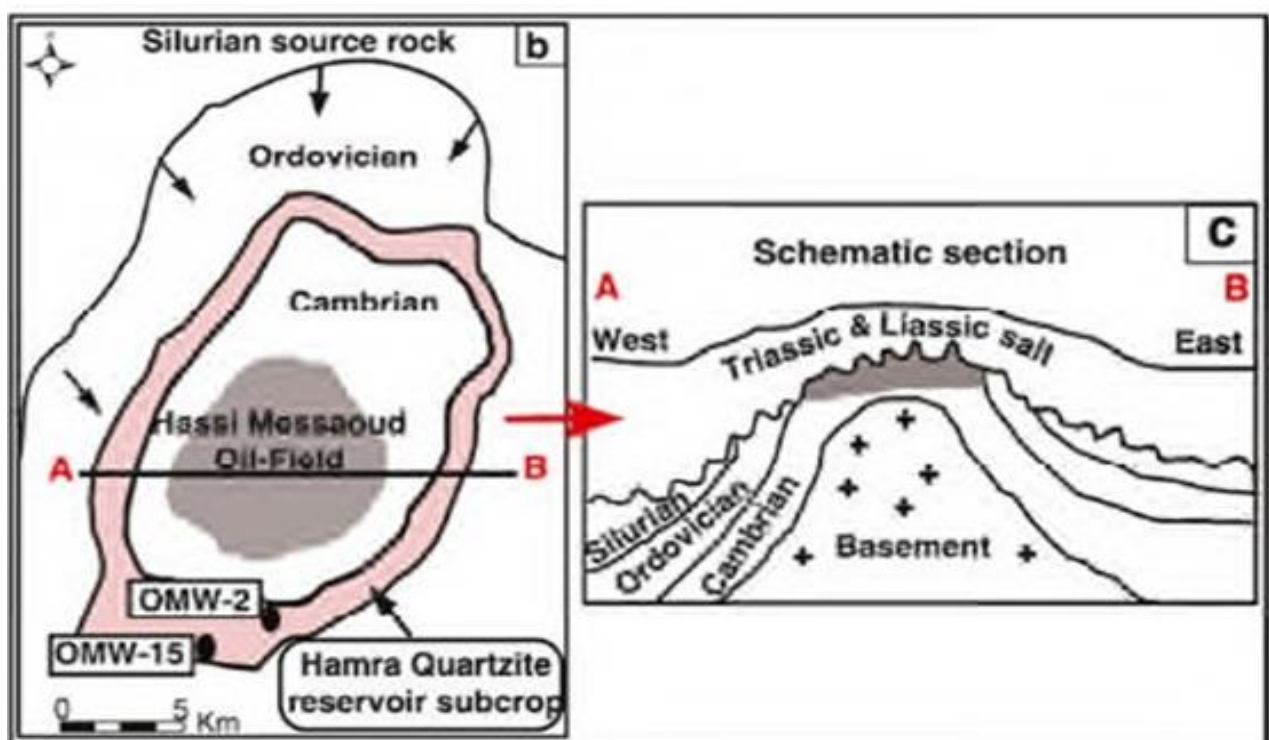 Silurian source rock
b
Ordovician
Cambrian
Hassi Messaoud
Oil-Field
A
B
OMW-2
OMW-15
Hamra Quartzite
reservoir subcrop
0 5 Km
C
Schematic section
A
B
West
Triassic & Liassic salt
East
Silurian
Ordovician
Cambrian
Basement